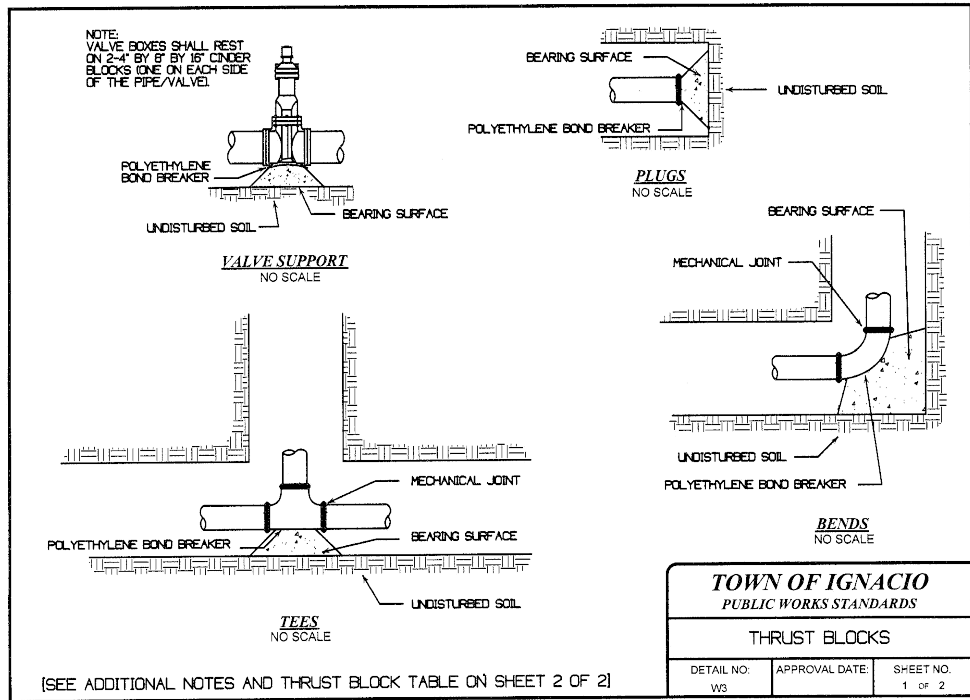 NOTE:
VALVE BOXES SHALL REST
ON 2-4" BY 8" BY 16" CINDER
BLOCKS (ONE ON EACH SIDE
OF THE PIPE/VALVE).
POLYETHYLENE
BOND BREAKER
BEARING SURFACE
UNDISTURBED SOIL
VALVE SUPPORT
NO SCALE
BEARING SURFACE
UNDISTURBED SOIL
POLYETHYLENE BOND BREAKER
PLUGS
NO SCALE
BEARING SURFACE
MECHANICAL JOINT
UNDISTURBED SOIL
POLYETHYLENE BOND BREAKER
BENDS
NO SCALE
MECHANICAL JOINT
POLYETHYLENE BOND BREAKER
BEARING SURFACE
UNDISTURBED SOIL
TEES
NO SCALE
[SEE ADDITIONAL NOTES AND THRUST BLOCK TABLE ON SHEET 2 OF 2]
TOWN OF IGNACIO
PUBLIC WORKS STANDARDS
THRUST BLOCKS
DETAIL NO:
W3
APPROVAL DATE:
SHEET NO.
1 OF 2